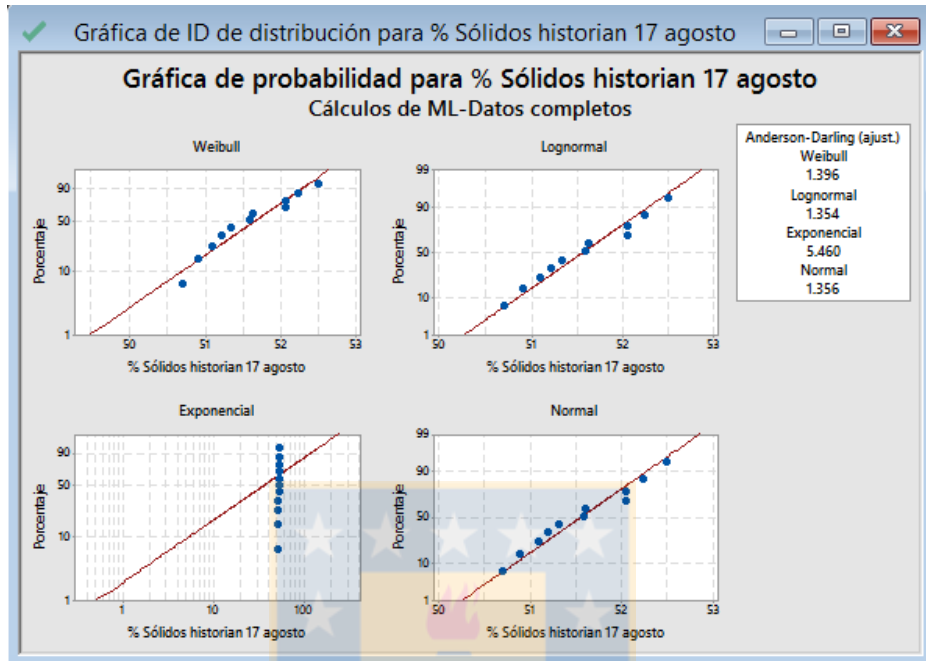 Gráfica de ID de distribución para % Sólidos historian 17 agosto
Gráfica de probabilidad para % Sólidos historian 17 agosto
Cálculos de ML-Datos completos
Weibull
Porcentaje
90
50
10
1
50 51 52 53
% Sólidos historian 17 agosto
Lognormal
Porcentaje
99
90
50
10
1
50 51 52 53
% Sólidos historian 17 agosto
Anderson-Darling (ajust.)
Weibull
1.396
Lognormal
1.354
Exponencial
5.460
Normal
1.356
Exponencial
Porcentaje
90
50
10
1
1 10 100
% Sólidos historian 17 agosto
Normal
Porcentaje
99
90
50
10
1
50 51 52 53
% Sólidos historian 17 agosto